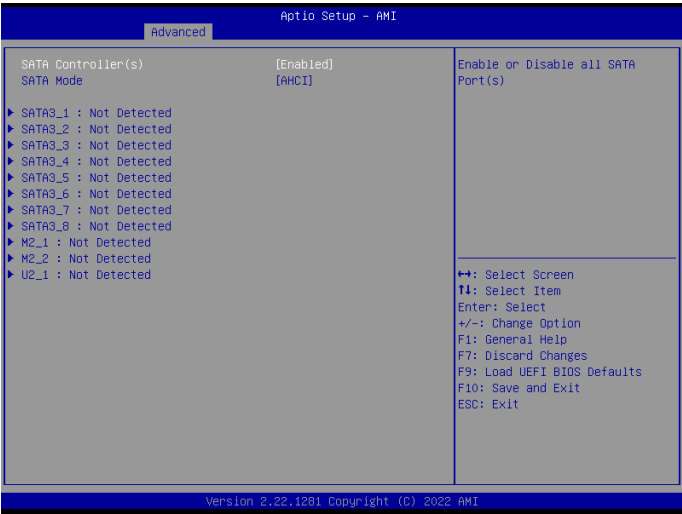 Aptio Setup – AMI
Advanced
SATA Controller(s) [Enabled]
SATA Mode [AHCI]
SATA3_1 : Not Detected
SATA3_2 : Not Detected
SATA3_3 : Not Detected
SATA3_4 : Not Detected
SATA3_5 : Not Detected
SATA3_6 : Not Detected
SATA3_7 : Not Detected
SATA3_8 : Not Detected
M2_1 : Not Detected
M2_2 : Not Detected
U2_1 : Not Detected
Enable or Disable all SATA
Port(s)
↔: Select Screen
↑↓: Select Item
Enter: Select
+/-: Change Option
F1: General Help
F7: Discard Changes
F9: Load UEFI BIOS Defaults
F10: Save and Exit
ESC: Exit
Version 2.22.1281 Copyright (C) 2022 AMI